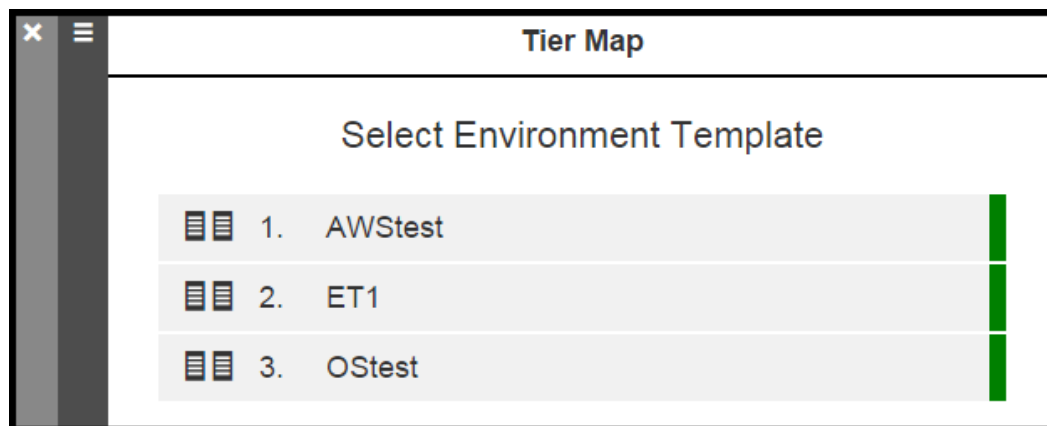 Tier Map
Select Environment Template
1. AWStest
2. ET1
3. OStest